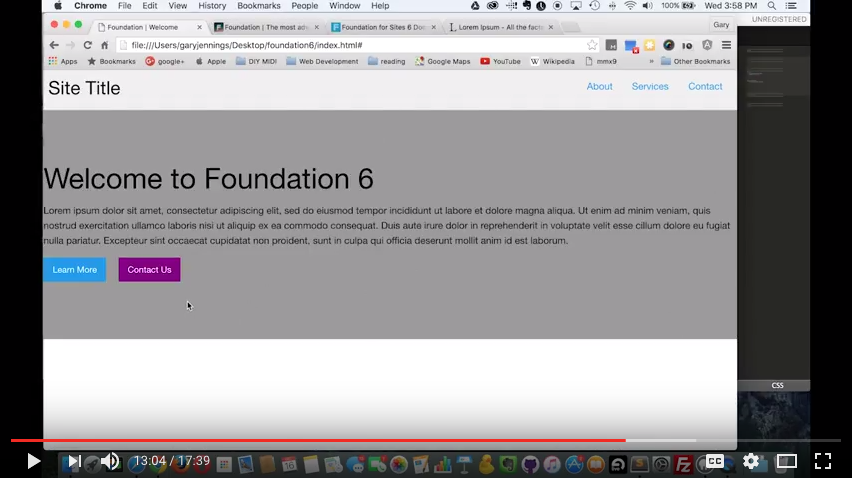 Chrome File Edit View History Bookmarks People Window Help 100% Wed 3:58 PM
Foundation | Welcome Foundation | The most ad Foundation for Sites 6 Doc Lorem Ipsum - All the facts Gary
UNREGISTERED
file:///Users/garyjennings/Desktop/foundation6/index.html#
Apps Bookmarks google+ Apple DIY MIDI Web Development reading Google Maps YouTube Wikipedia mmx9 » Other Bookmarks
Site Title About Services Contact
Welcome to Foundation 6
Lorem ipsum dolor sit amet, consectetur adipiscing elit, sed do eiusmod tempor incididunt ut labore et dolore magna aliqua. Ut enim ad minim veniam, quis
nostrud exercitation ullamco laboris nisi ut aliquip ex ea commodo consequat. Duis aute irure dolor in reprehenderit in voluptate velit esse cillum dolore eu fugiat
nulla pariatur. Excepteur sint occaecat cupidatat non proident, sunt in culpa qui officia deserunt mollit anim id est laborum.
Learn More Contact Us
CSS
13:04 / 17:39 CC